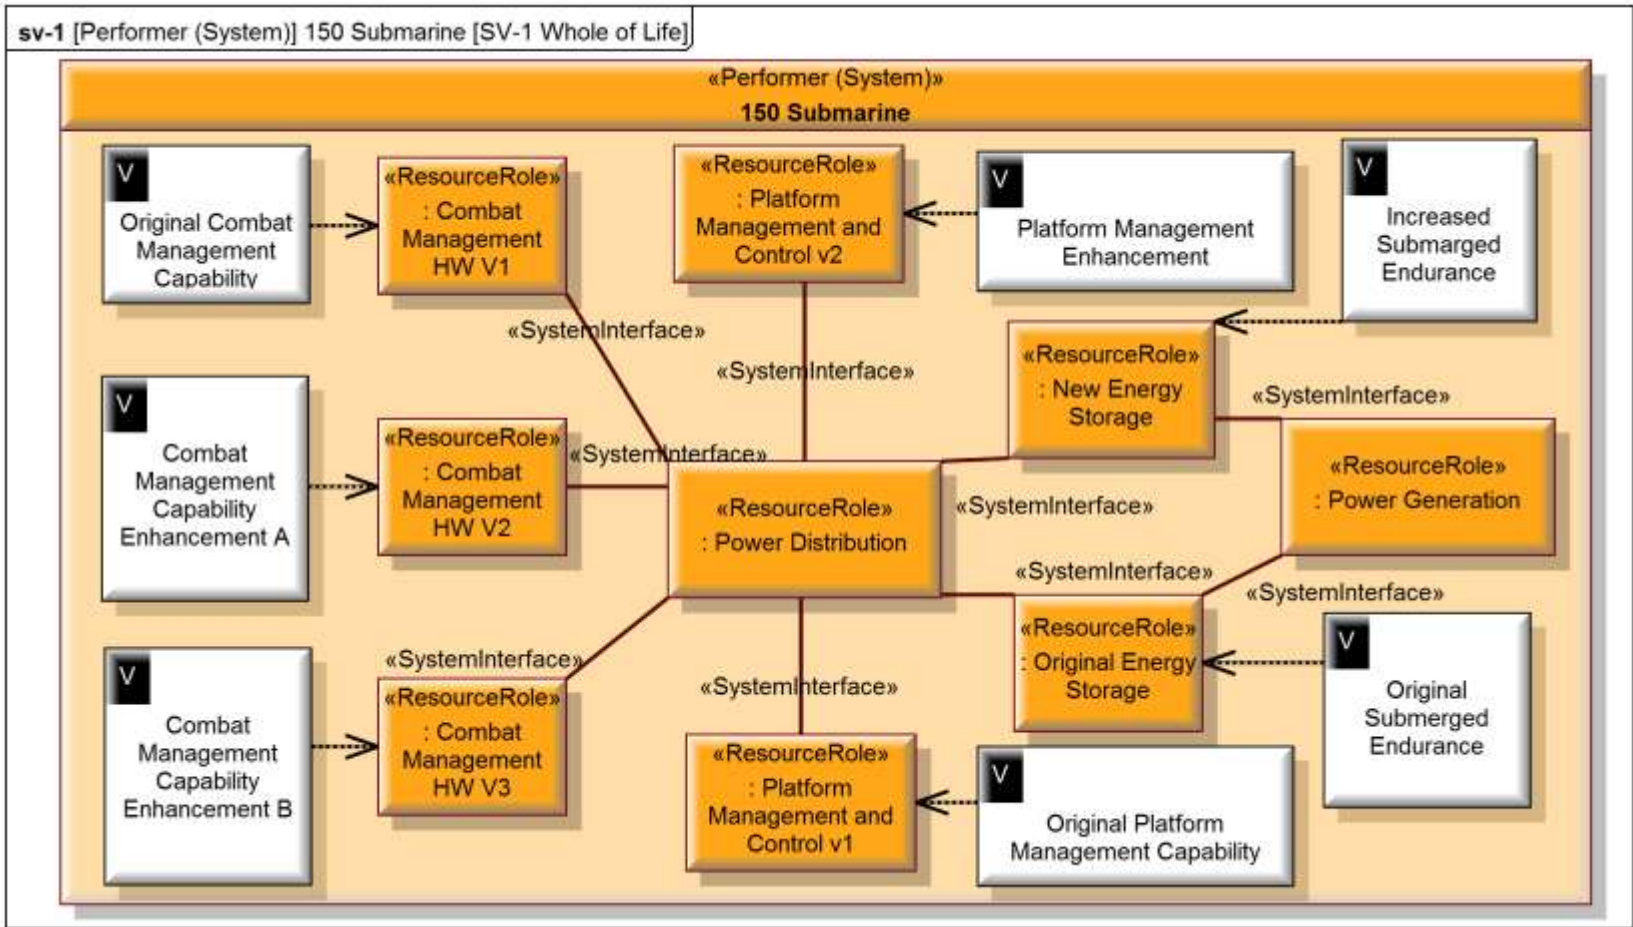 sv-1 [Performer (System)] 150 Submarine [SV-1 Whole of Life]
«Performer (System)»
150 Submarine
V
Original Combat
Management
Capability
«ResourceRole»
: Combat
Management
HW V1
«ResourceRole»
: Platform
Management and
Control v2
V
Platform Management
Enhancement
V
Increased
Submarged
Endurance
«SystemInterface»
«SystemInterface»
«ResourceRole»
: New Energy
Storage
«SystemInterface»
V
Combat
Management
Capability
Enhancement A
«ResourceRole»
: Combat
Management
HW V2
«SystemInterface»
«ResourceRole»
: Power Distribution
«SystemInterface»
«ResourceRole»
: Power Generation
«SystemInterface»
«SystemInterface»
V
Combat
Management
Capability
Enhancement B
«SystemInterface»
«ResourceRole»
: Combat
Management
HW V3
«SystemInterface»
«ResourceRole»
: Original Energy
Storage
V
Original
Submerged
Endurance
«ResourceRole»
: Platform
Management and
Control v1
V
Original Platform
Management Capability